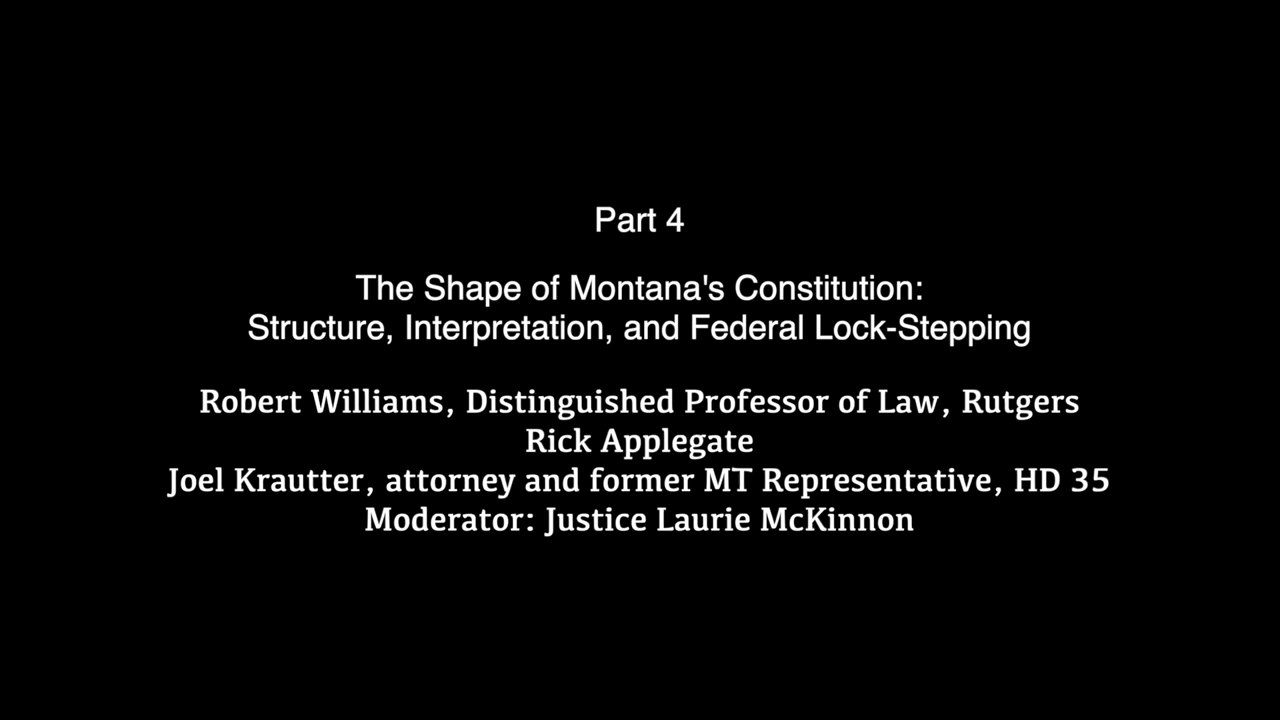 Part 4
The Shape of Montana's Constitution:
Structure, Interpretation, and Federal Lock-Stepping
Robert Williams, Distinguished Professor of Law, Rutgers
Rick Applegate
Joel Krautter, attorney and former MT Representative, HD 35
Moderator: Justice Laurie McKinnon